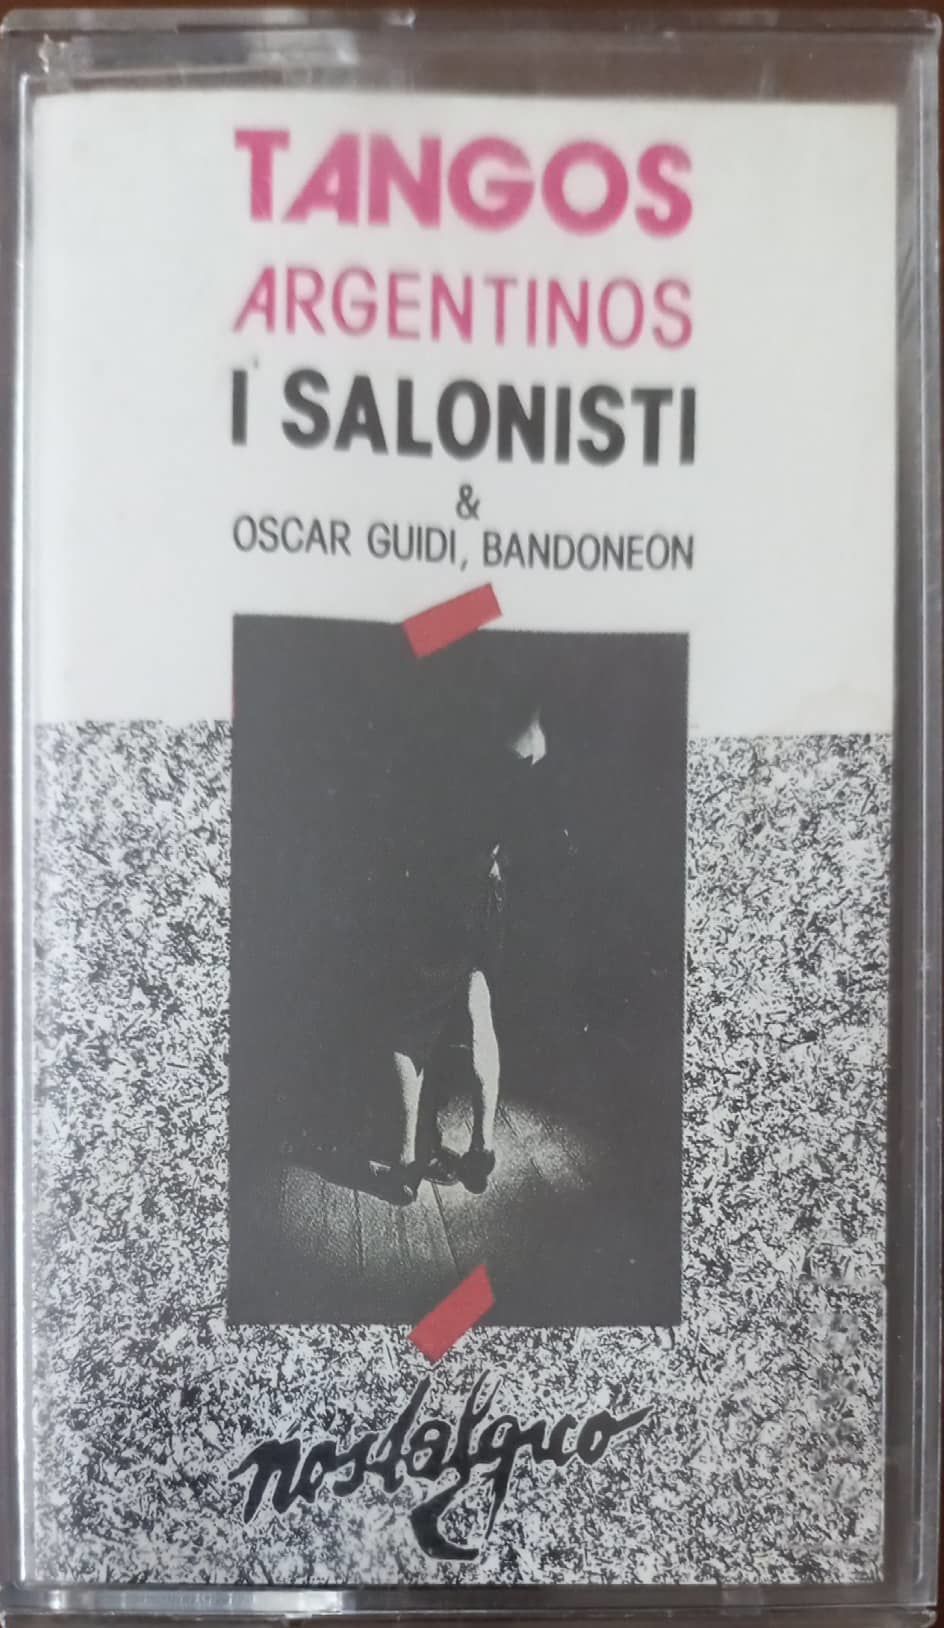 TANGOS
ARGENTINOS
I SALONISTI
&
OSCAR GUIDI, BANDONEON
nostalgico